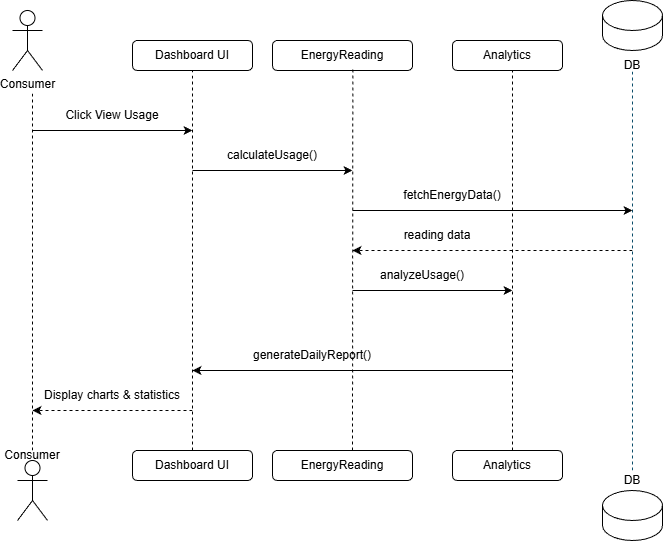 Dashboard UI
EnergyReading
Analytics
DB
Consumer
Click View Usage
calculateUsage()
fetchEnergyData()
reading data
analyzeUsage()
generateDailyReport()
Display charts & statistics
Consumer
Dashboard UI
EnergyReading
Analytics
DB